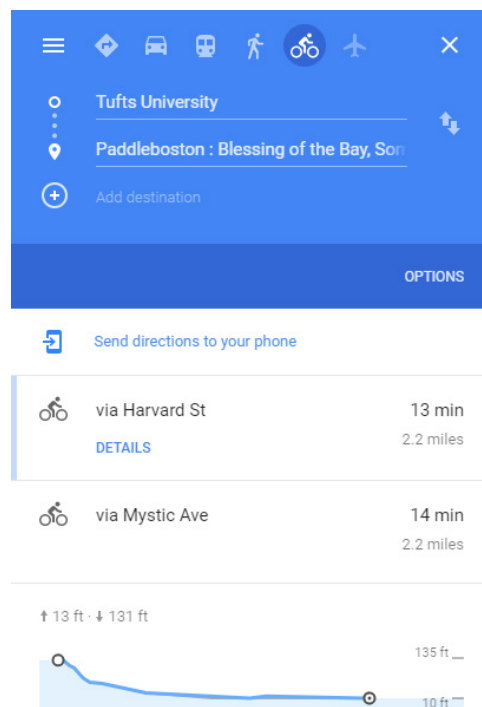 Tufts University
Paddleboston : Blessing of the Bay, Som
Add destination
OPTIONS
Send directions to your phone
via Harvard St 13 min
DETAILS 2.2 miles
via Mystic Ave 14 min
2.2 miles
13 ft · 131 ft
135 ft
10 ft